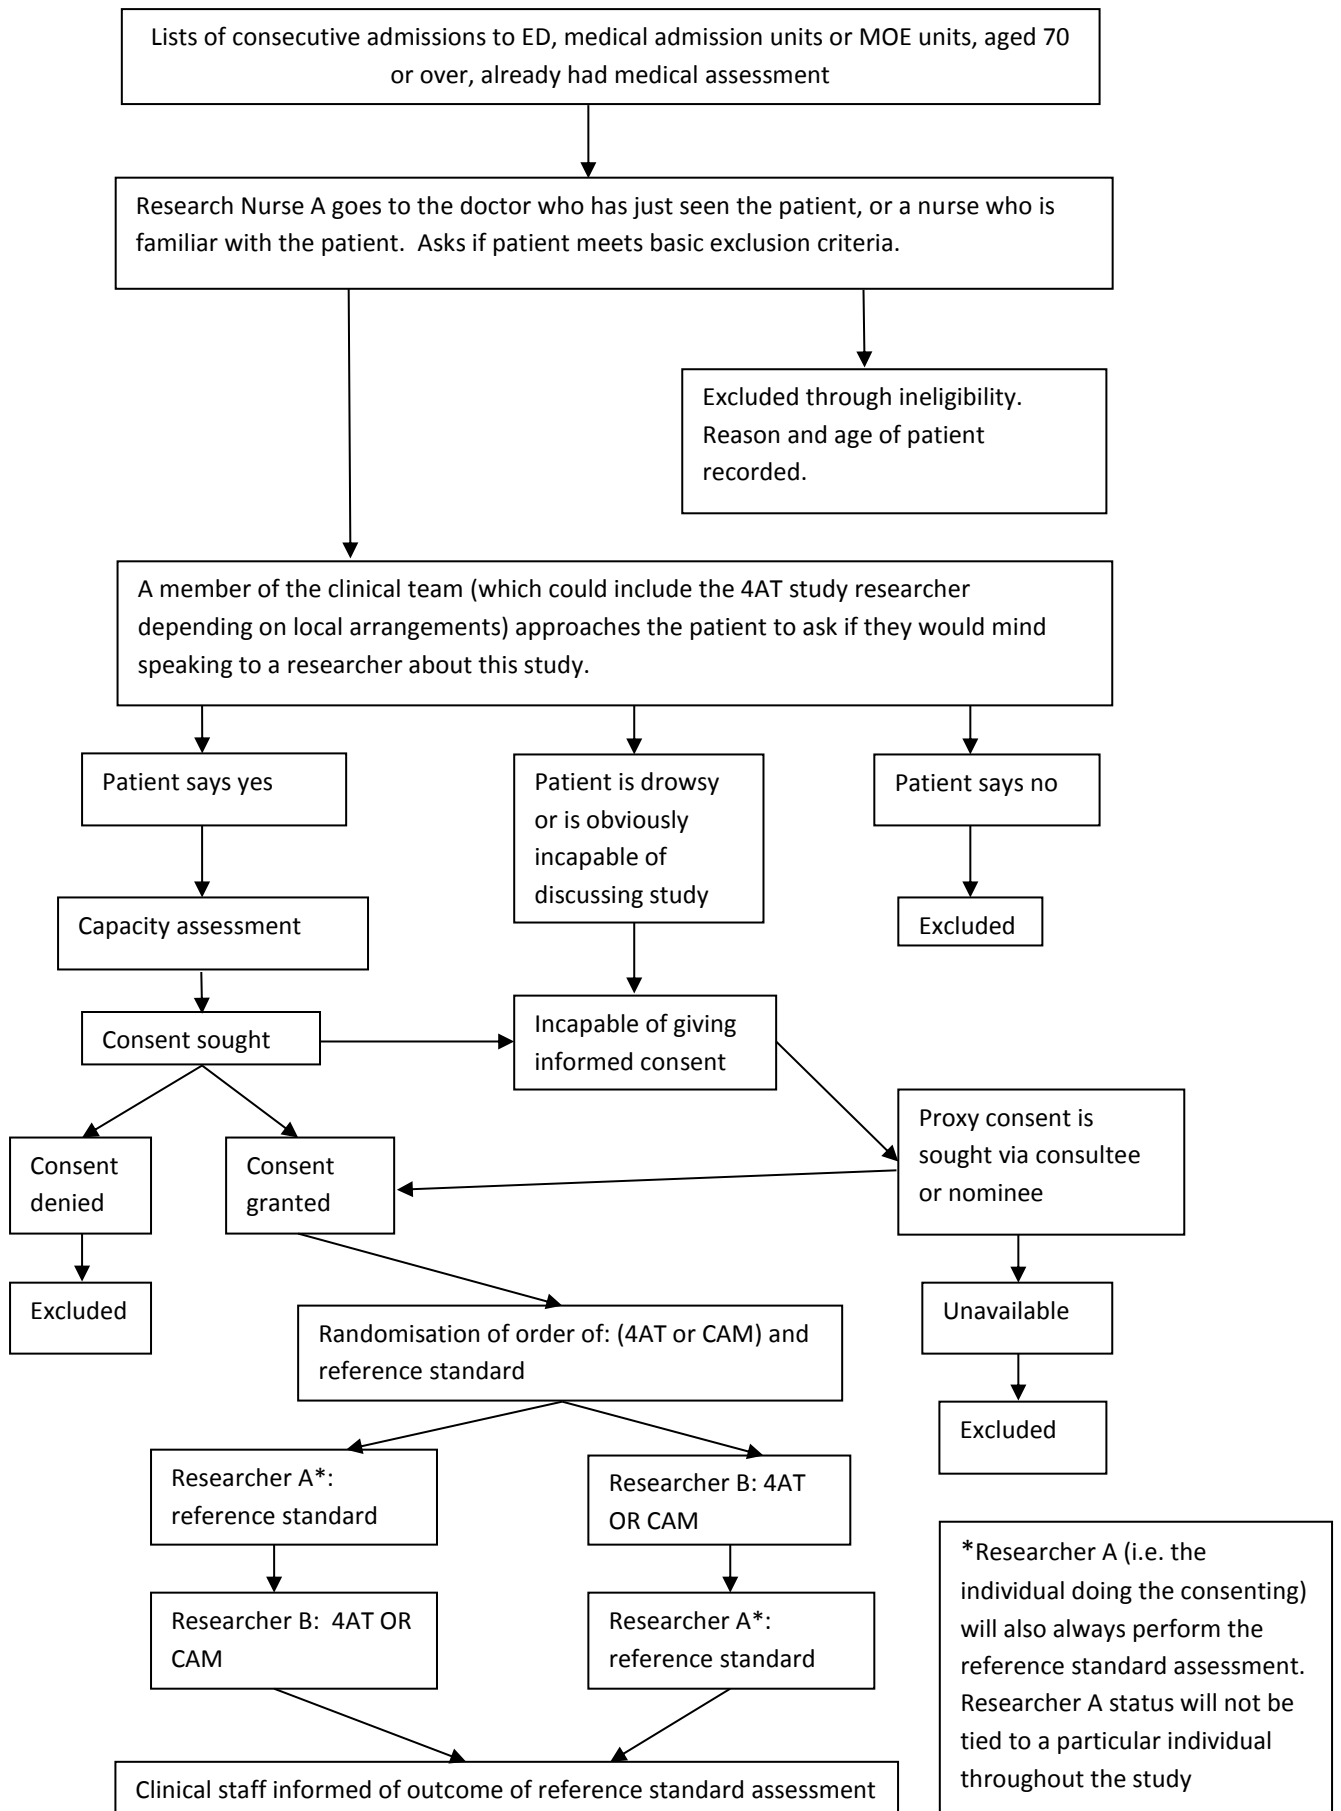 Lists of consecutive admissions to ED, medical admission units or MOE units, aged 70
or over, already had medical assessment
Research Nurse A goes to the doctor who has just seen the patient, or a nurse who is
familiar with the patient.  Asks if patient meets basic exclusion criteria.
Excluded through ineligibility.
Reason and age of patient
recorded.
A member of the clinical team (which could include the 4AT study researcher
depending on local arrangements) approaches the patient to ask if they would mind
speaking to a researcher about this study.
Patient says yes
Patient is drowsy
or is obviously
incapable of
discussing study
Patient says no
Capacity assessment
Excluded
Consent sought
Incapable of giving
informed consent
Proxy consent is
sought via consultee
or nominee
Consent
denied
Consent
granted
Excluded
Unavailable
Randomisation of order of: (4AT or CAM) and
reference standard
Excluded
Researcher A*:
reference standard
Researcher B: 4AT
OR CAM
Researcher B:  4AT OR
CAM
Researcher A*:
reference standard
*Researcher A (i.e. the
individual doing the consenting)
will also always perform the
reference standard assessment.
Researcher A status will not be
tied to a particular individual
throughout the study
Clinical staff informed of outcome of reference standard assessment